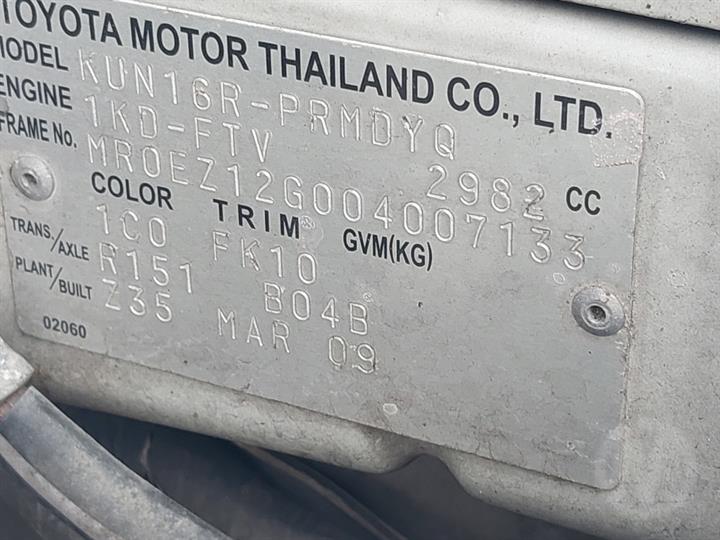 TOYOTA MOTOR THAILAND CO., LTD.
MODEL KUN16R-PRMDYQ
ENGINE 1KD-FTV 2982 CC
FRAME No. MR0EZ12G004007133
COLOR TRIM GVM(KG)
1C0 FK10
TRANS./AXLE R151 B04B
PLANT/BUILT Z35 MAR 09
02060